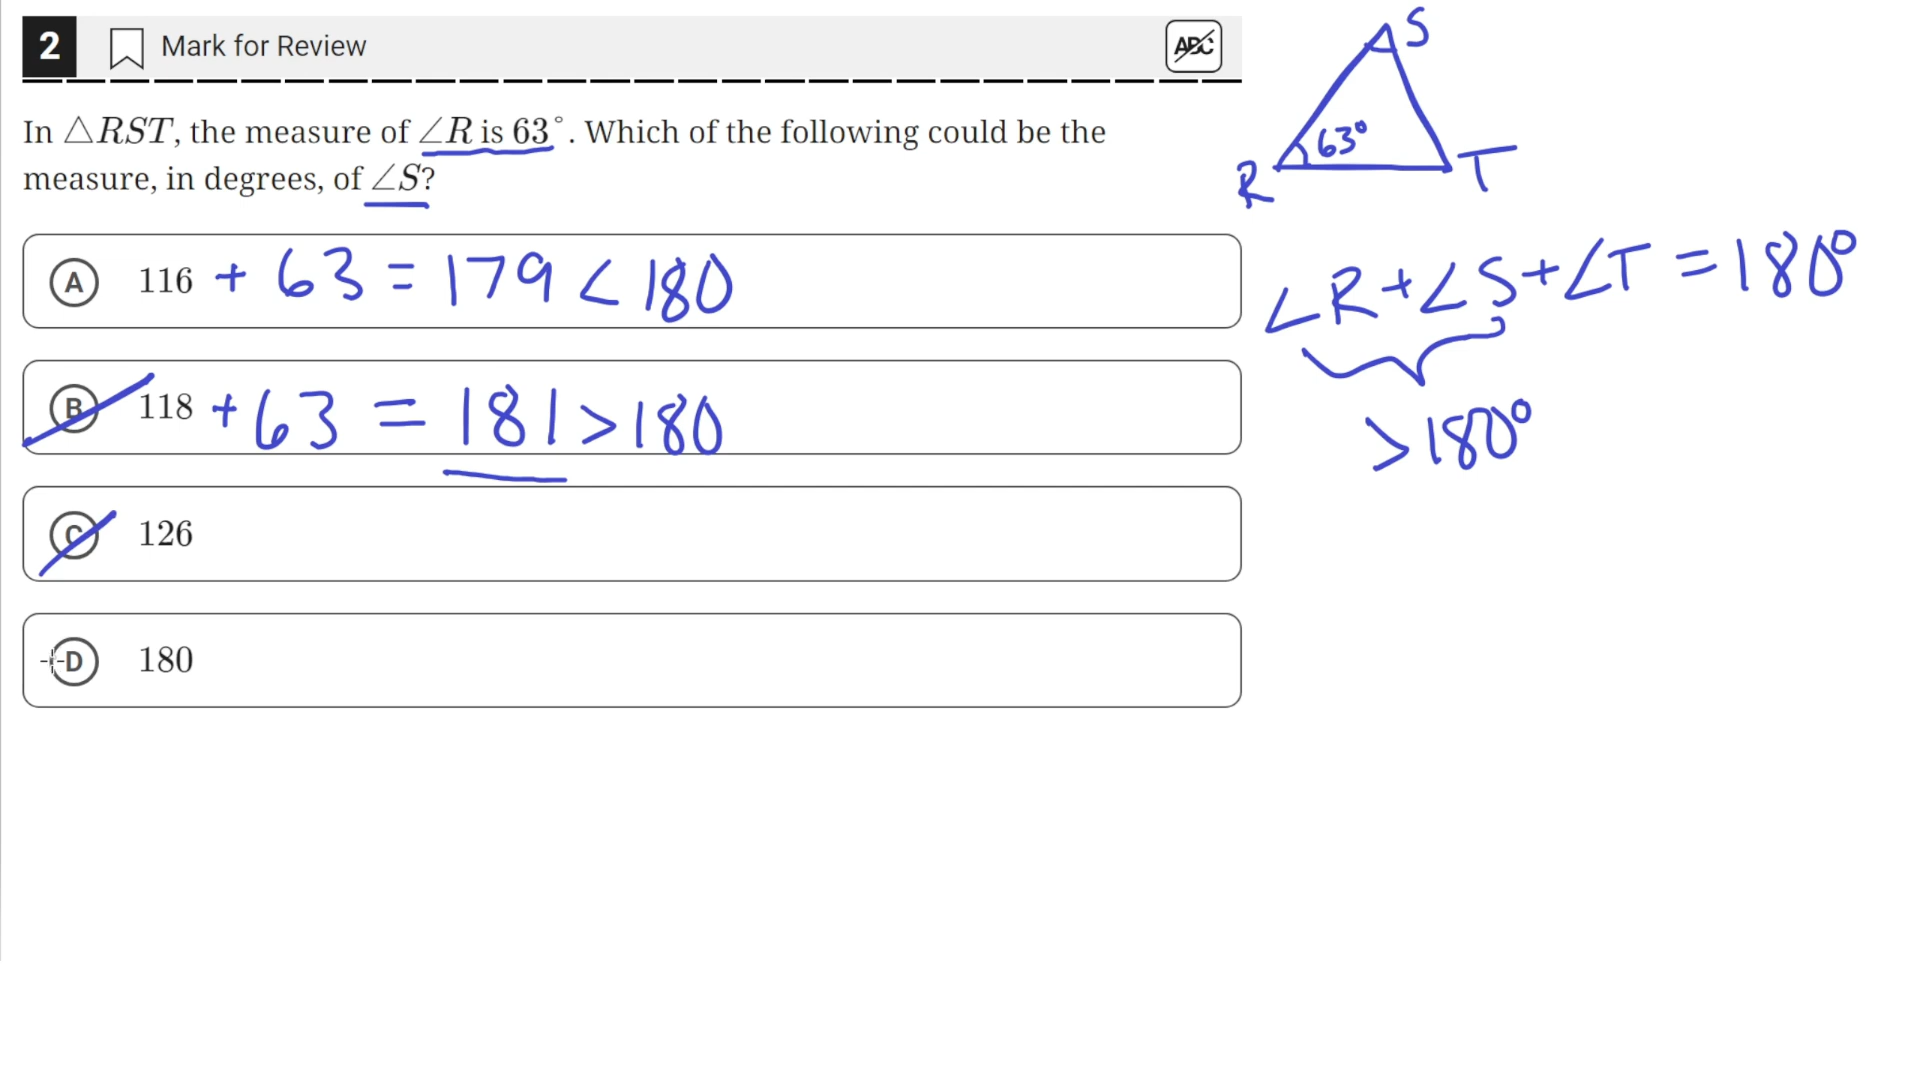 2 Mark for Review ABC
In △RST, the measure of ∠R is 63°. Which of the following could be the
measure, in degrees, of ∠S?
A 116 + 63 = 179 < 180
B 118 + 63 = 181 > 180
C 126
D 180
S
63°
R T
∠R + ∠S + ∠T = 180°
> 180°